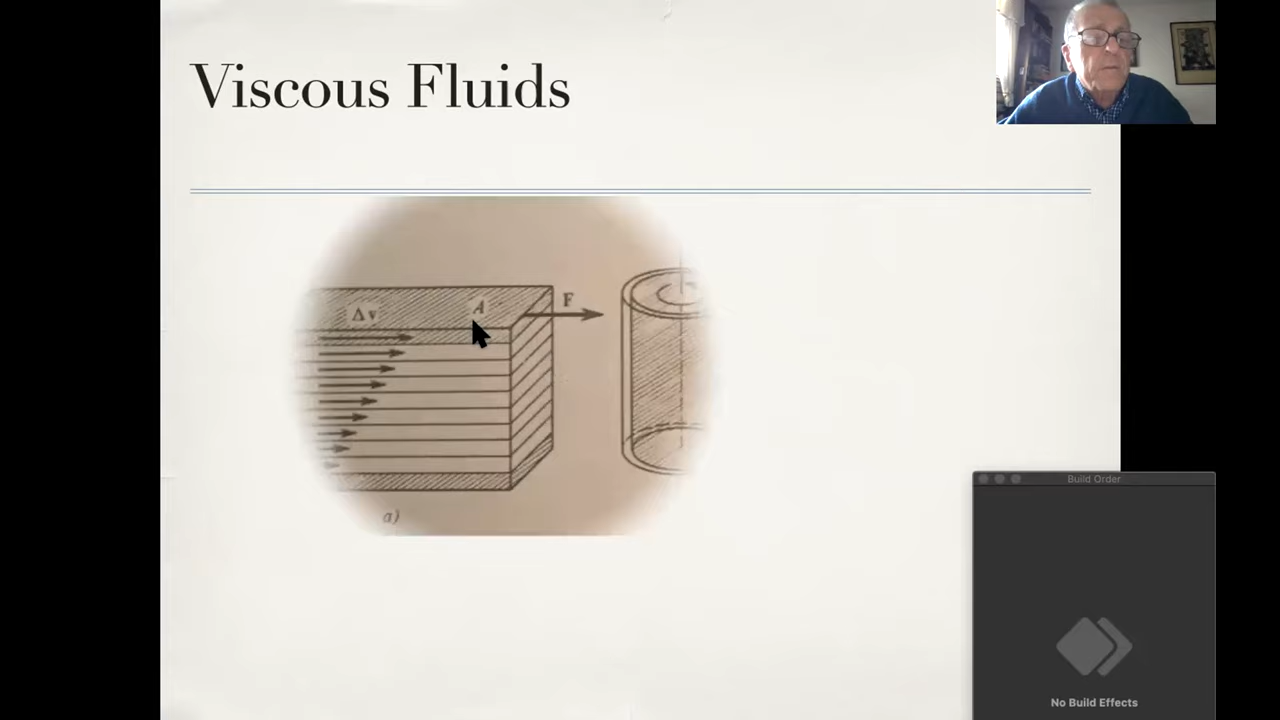 Viscous Fluids
Δv
A
F
a)
Build Order
No Build Effects